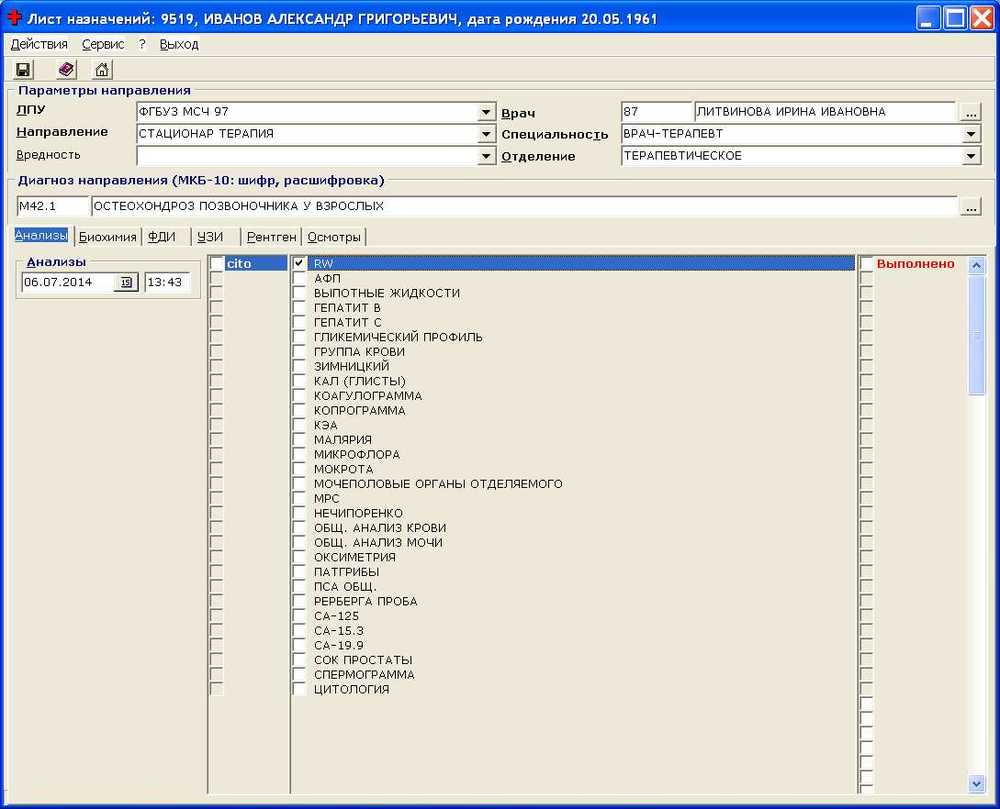 Лист назначений: 9519, ИВАНОВ АЛЕКСАНДР ГРИГОРЬЕВИЧ, дата рождения 20.05.1961
Действия Сервис ? Выход
Параметры направления
ЛПУ ФГБУЗ МСЧ 97 Врач 87 ЛИТВИНОВА ИРИНА ИВАНОВНА ...
Направление СТАЦИОНАР ТЕРАПИЯ Специальность ВРАЧ-ТЕРАПЕВТ
Вредность Отделение ТЕРАПЕВТИЧЕСКОЕ
Диагноз направления (МКБ-10: шифр, расшифровка)
M42.1 ОСТЕОХОНДРОЗ ПОЗВОНОЧНИКА У ВЗРОСЛЫХ ...
Анализы Биохимия ФДИ УЗИ Рентген Осмотры
Анализы
06.07.2014 15 13:43
cito RW Выполнено
АФП
ВЫПОТНЫЕ ЖИДКОСТИ
ГЕПАТИТ В
ГЕПАТИТ С
ГЛИКЕМИЧЕСКИЙ ПРОФИЛЬ
ГРУППА КРОВИ
ЗИМНИЦКИЙ
КАЛ (ГЛИСТЫ)
КОАГУЛОГРАММА
КОПРОГРАММА
КЭА
МАЛЯРИЯ
МИКРОФЛОРА
МОКРОТА
МОЧЕПОЛОВЫЕ ОРГАНЫ ОТДЕЛЯЕМОГО
МРС
НЕЧИПОРЕНКО
ОБЩ. АНАЛИЗ КРОВИ
ОБЩ. АНАЛИЗ МОЧИ
ОКСИМЕТРИЯ
ПАТГРИБЫ
ПСА ОБЩ.
РЕРБЕРГА ПРОБА
СА-125
СА-15.3
СА-19.9
СОК ПРОСТАТЫ
СПЕРМОГРАММА
ЦИТОЛОГИЯ